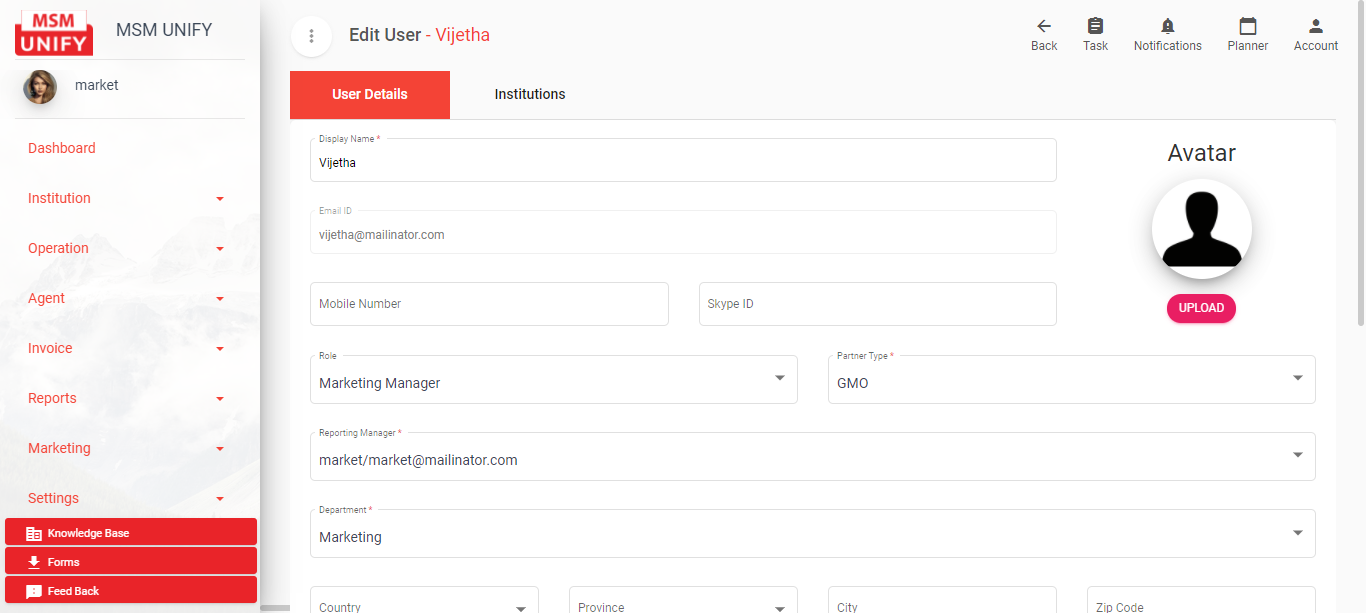 MSM
UNIFY
MSM UNIFY
market
Dashboard
Institution
Operation
Agent
Invoice
Reports
Marketing
Settings
Knowledge Base
Forms
Feed Back
Edit User - Vijetha
Back
Task
Notifications
Planner
Account
User Details
Institutions
Display Name *
Vijetha
Email ID
vijetha@mailinator.com
Mobile Number
Skype ID
Avatar
UPLOAD
Role
Marketing Manager
Partner Type *
GMO
Reporting Manager *
market/market@mailinator.com
Department *
Marketing
Country
Province
City
Zip Code